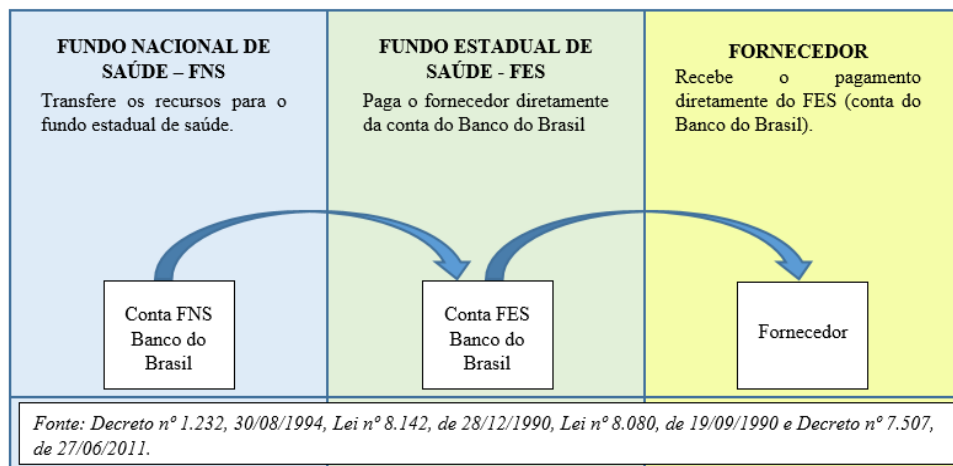 FUNDO NACIONAL DE
SAÚDE – FNS
Transfere os recursos para o
fundo estadual de saúde.
FUNDO ESTADUAL DE
SAÚDE - FES
Paga o fornecedor diretamente
da conta do Banco do Brasil
FORNECEDOR
Recebe o pagamento
diretamente do FES (conta do
Banco do Brasil).
Conta FNS
Banco do
Brasil
Conta FES
Banco do
Brasil
Fornecedor
Fonte: Decreto nº 1.232, 30/08/1994, Lei nº 8.142, de 28/12/1990, Lei nº 8.080, de 19/09/1990 e Decreto nº 7.507,
de 27/06/2011.